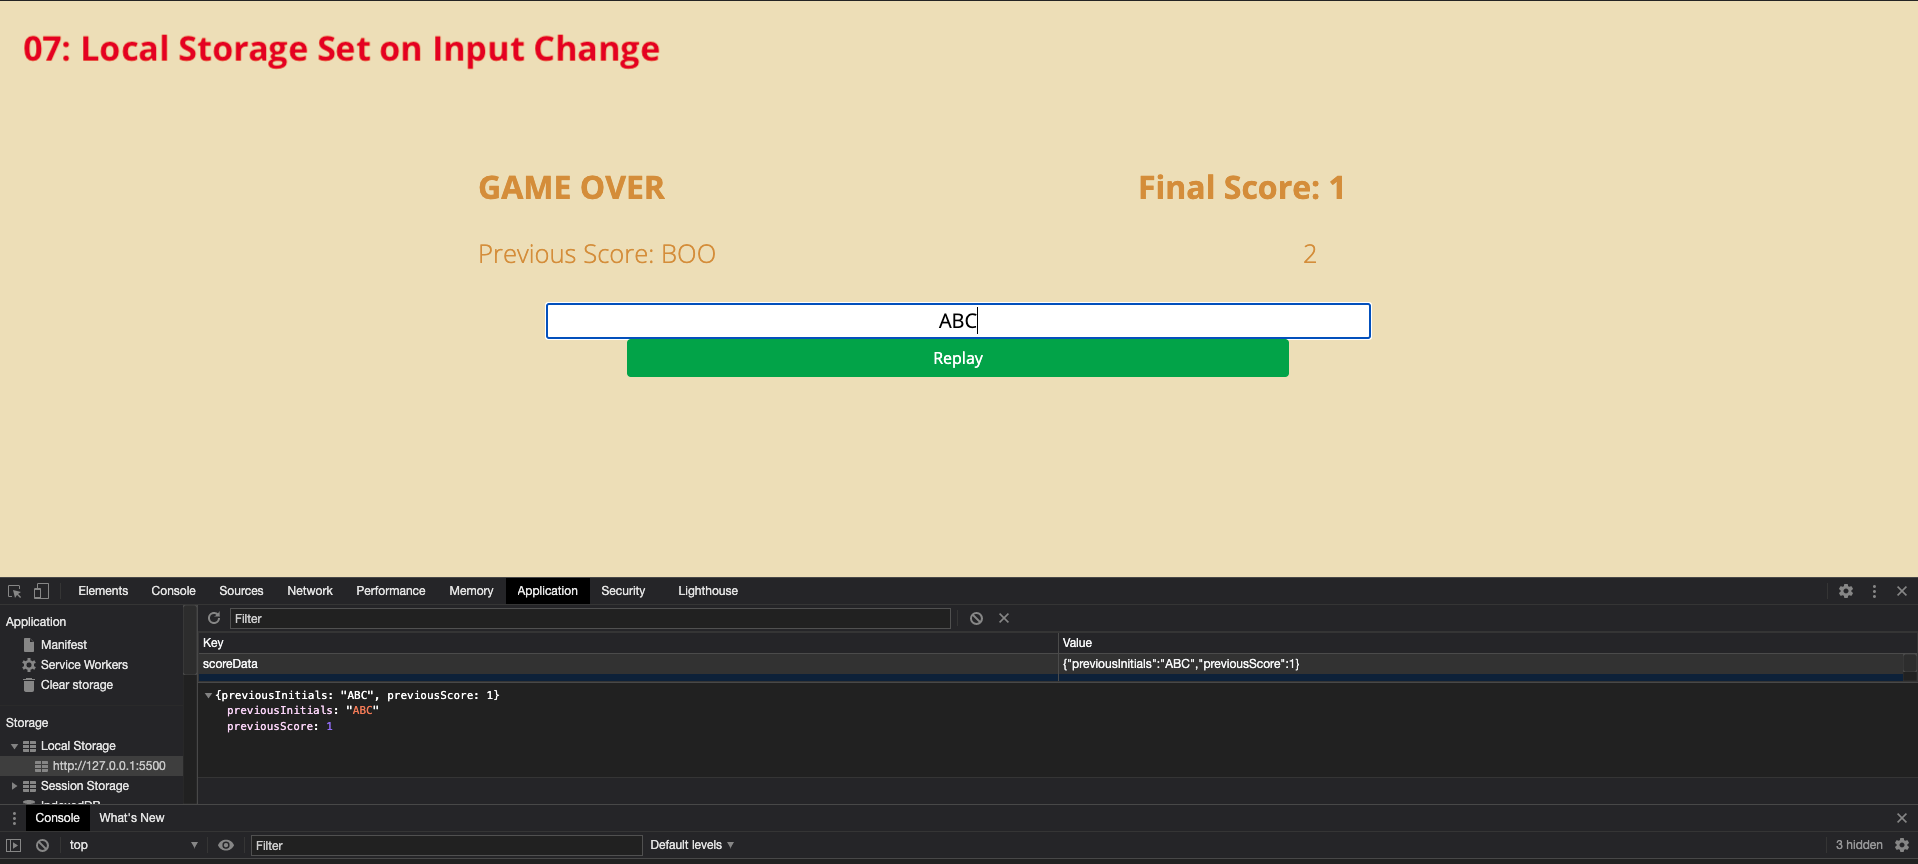 07: Local Storage Set on Input Change
GAME OVER Final Score: 1
Previous Score: BOO 2
ABC
Replay
Elements Console Sources Network Performance Memory Application Security Lighthouse
Application
Manifest
Service Workers
Clear storage
Storage
Local Storage
http://127.0.0.1:5500
Session Storage
IndexedDB
Filter
Key Value
scoreData {"previousInitials":"ABC","previousScore":1}
{previousInitials: "ABC", previousScore: 1}
previousInitials: "ABC"
previousScore: 1
Console What's New
top Filter Default levels 3 hidden